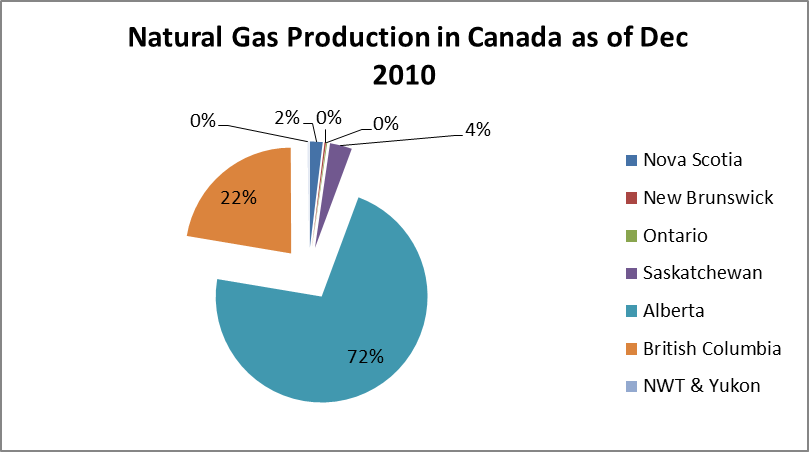 Natural Gas Production in Canada as of Dec
2010
0%
2%
0%
0%
4%
22%
72%
Nova Scotia
New Brunswick
Ontario
Saskatchewan
Alberta
British Columbia
NWT & Yukon